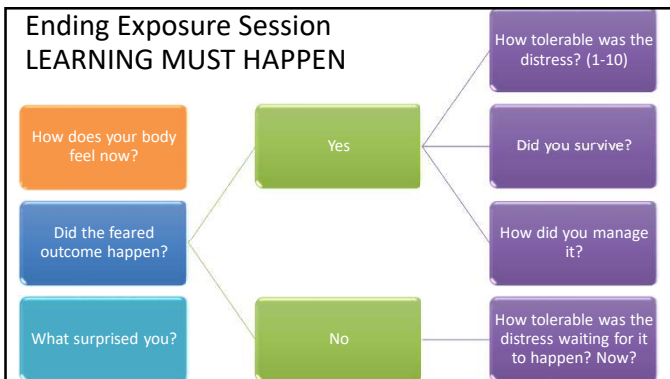 Ending Exposure Session
LEARNING MUST HAPPEN
How does your body
feel now?
Did the feared
outcome happen?
What surprised you?
Yes
No
How tolerable was the
distress? (1-10)
Did you survive?
How did you manage
it?
How tolerable was the
distress waiting for it
to happen? Now?